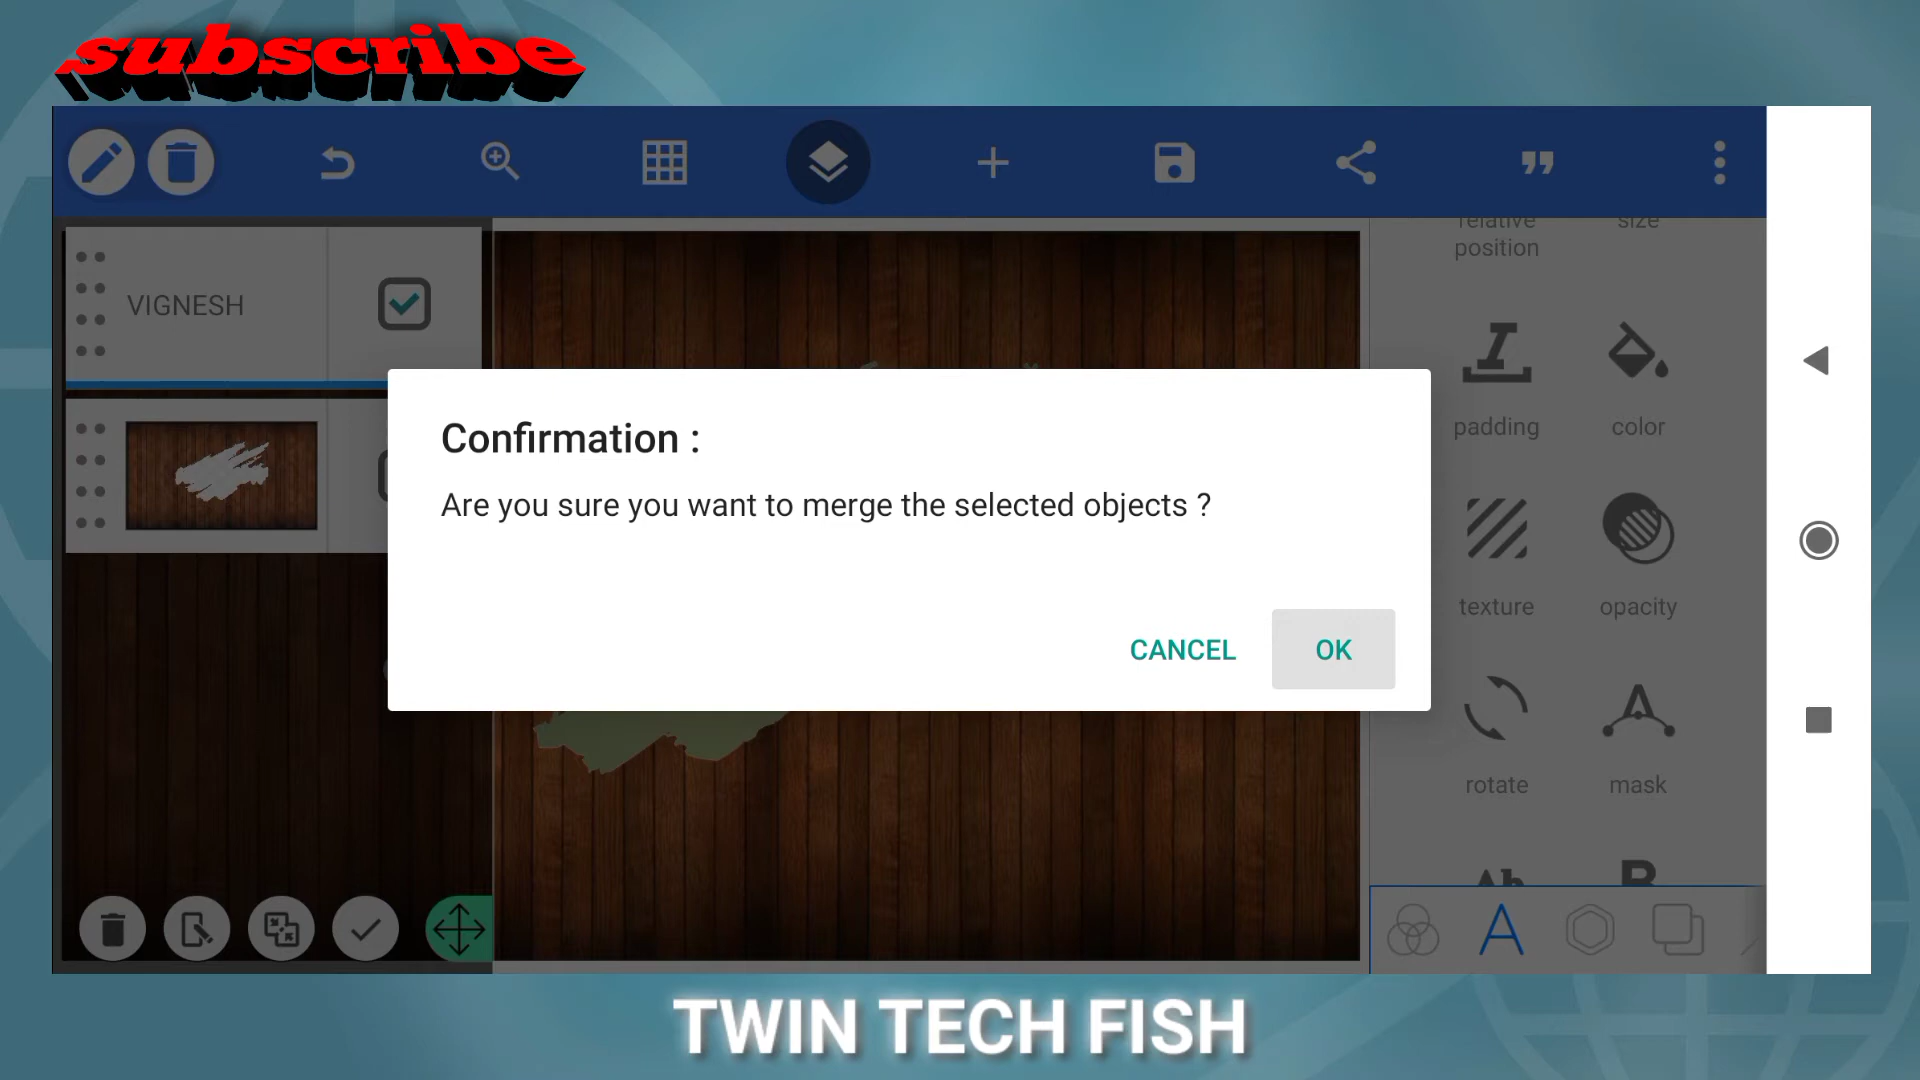 subscribe
VIGNESH
relative
position
size
padding
color
Confirmation :
Are you sure you want to merge the selected objects ?
CANCEL
OK
texture
opacity
rotate
mask
TWIN TECH FISH